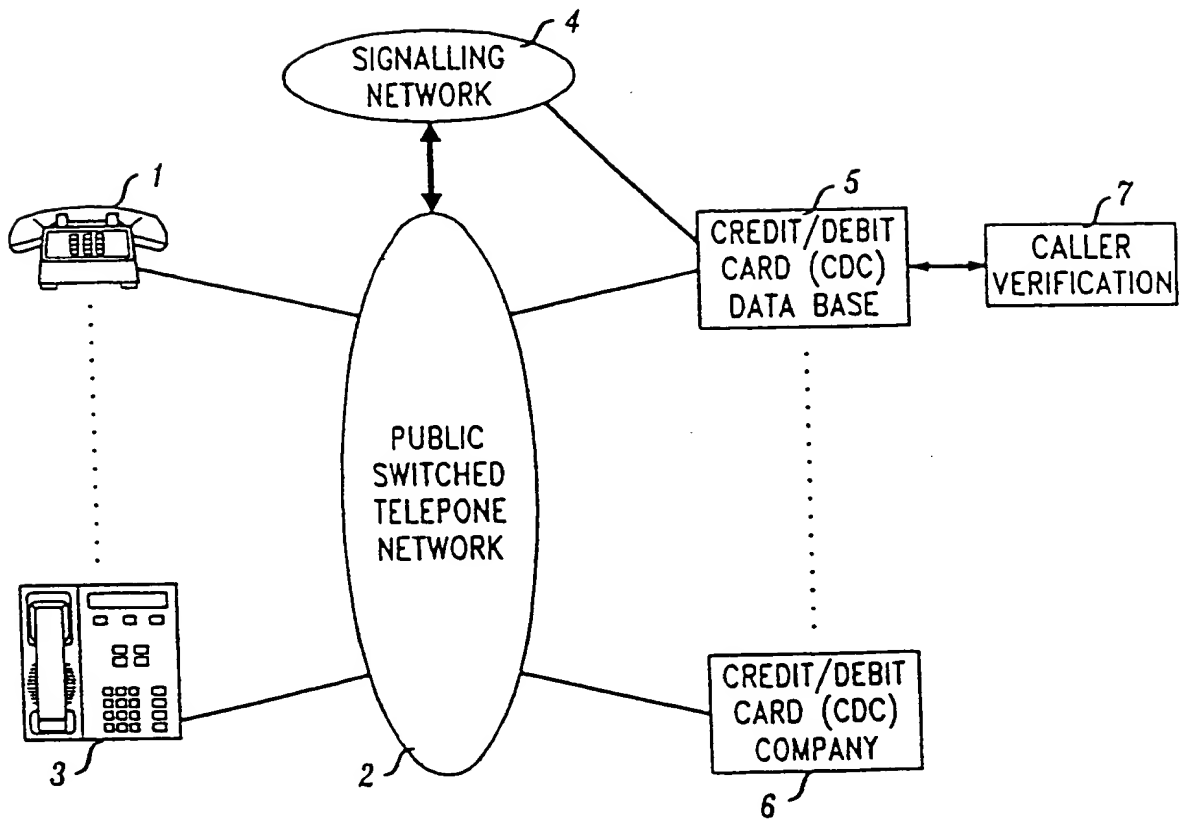 4
SIGNALLING
NETWORK
1
5
CREDIT/DEBIT
CARD (CDC)
DATA BASE
7
CALLER
VERIFICATION
PUBLIC
SWITCHED
TELEPONE
NETWORK
3
2
CREDIT/DEBIT
CARD (CDC)
COMPANY
6